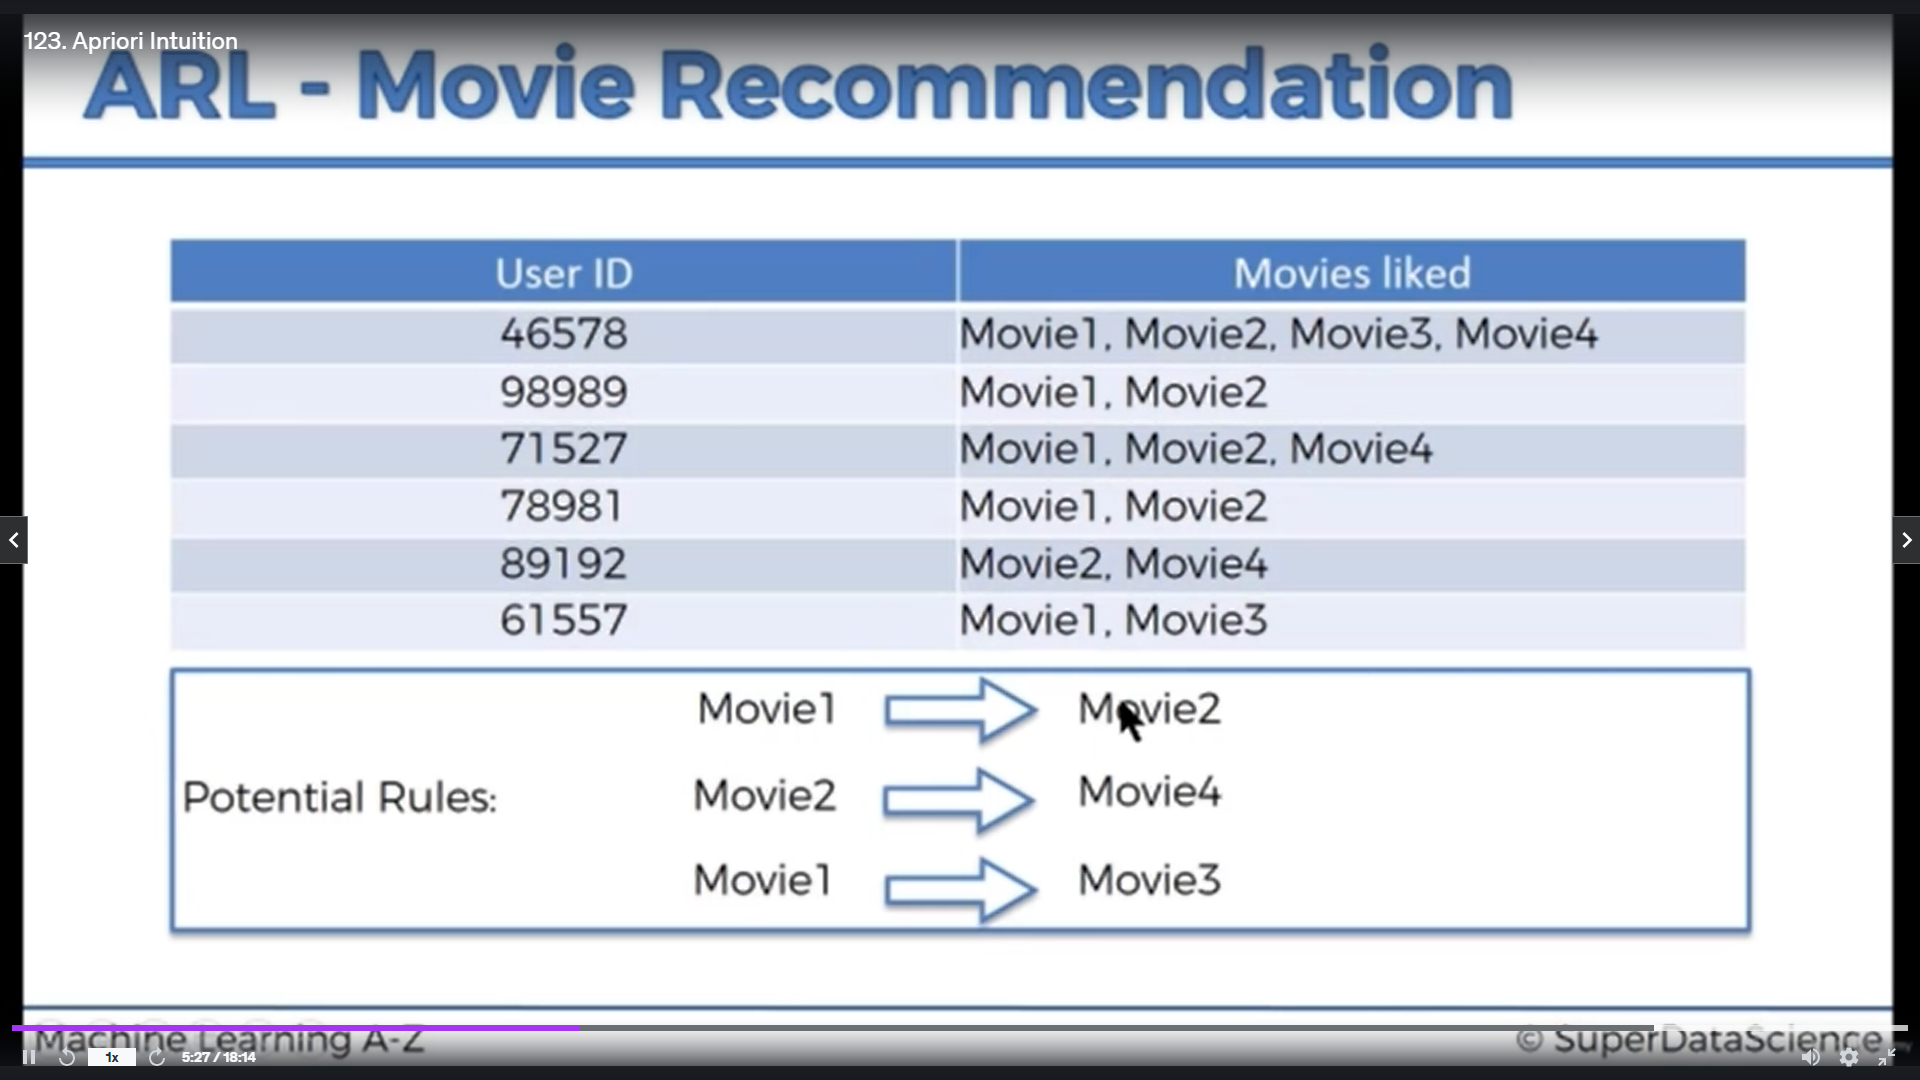 123. Apriori Intuition
ARL - Movie Recommendation
User ID Movies liked
46578 Movie1, Movie2, Movie3, Movie4
98989 Movie1, Movie2
71527 Movie1, Movie2, Movie4
78981 Movie1, Movie2
89192 Movie2, Movie4
61557 Movie1, Movie3
Movie1 Movie2
Potential Rules: Movie2 Movie4
Movie1 Movie3
Machine Learning A-Z © SuperDataScience
1x 5:27 / 18:14